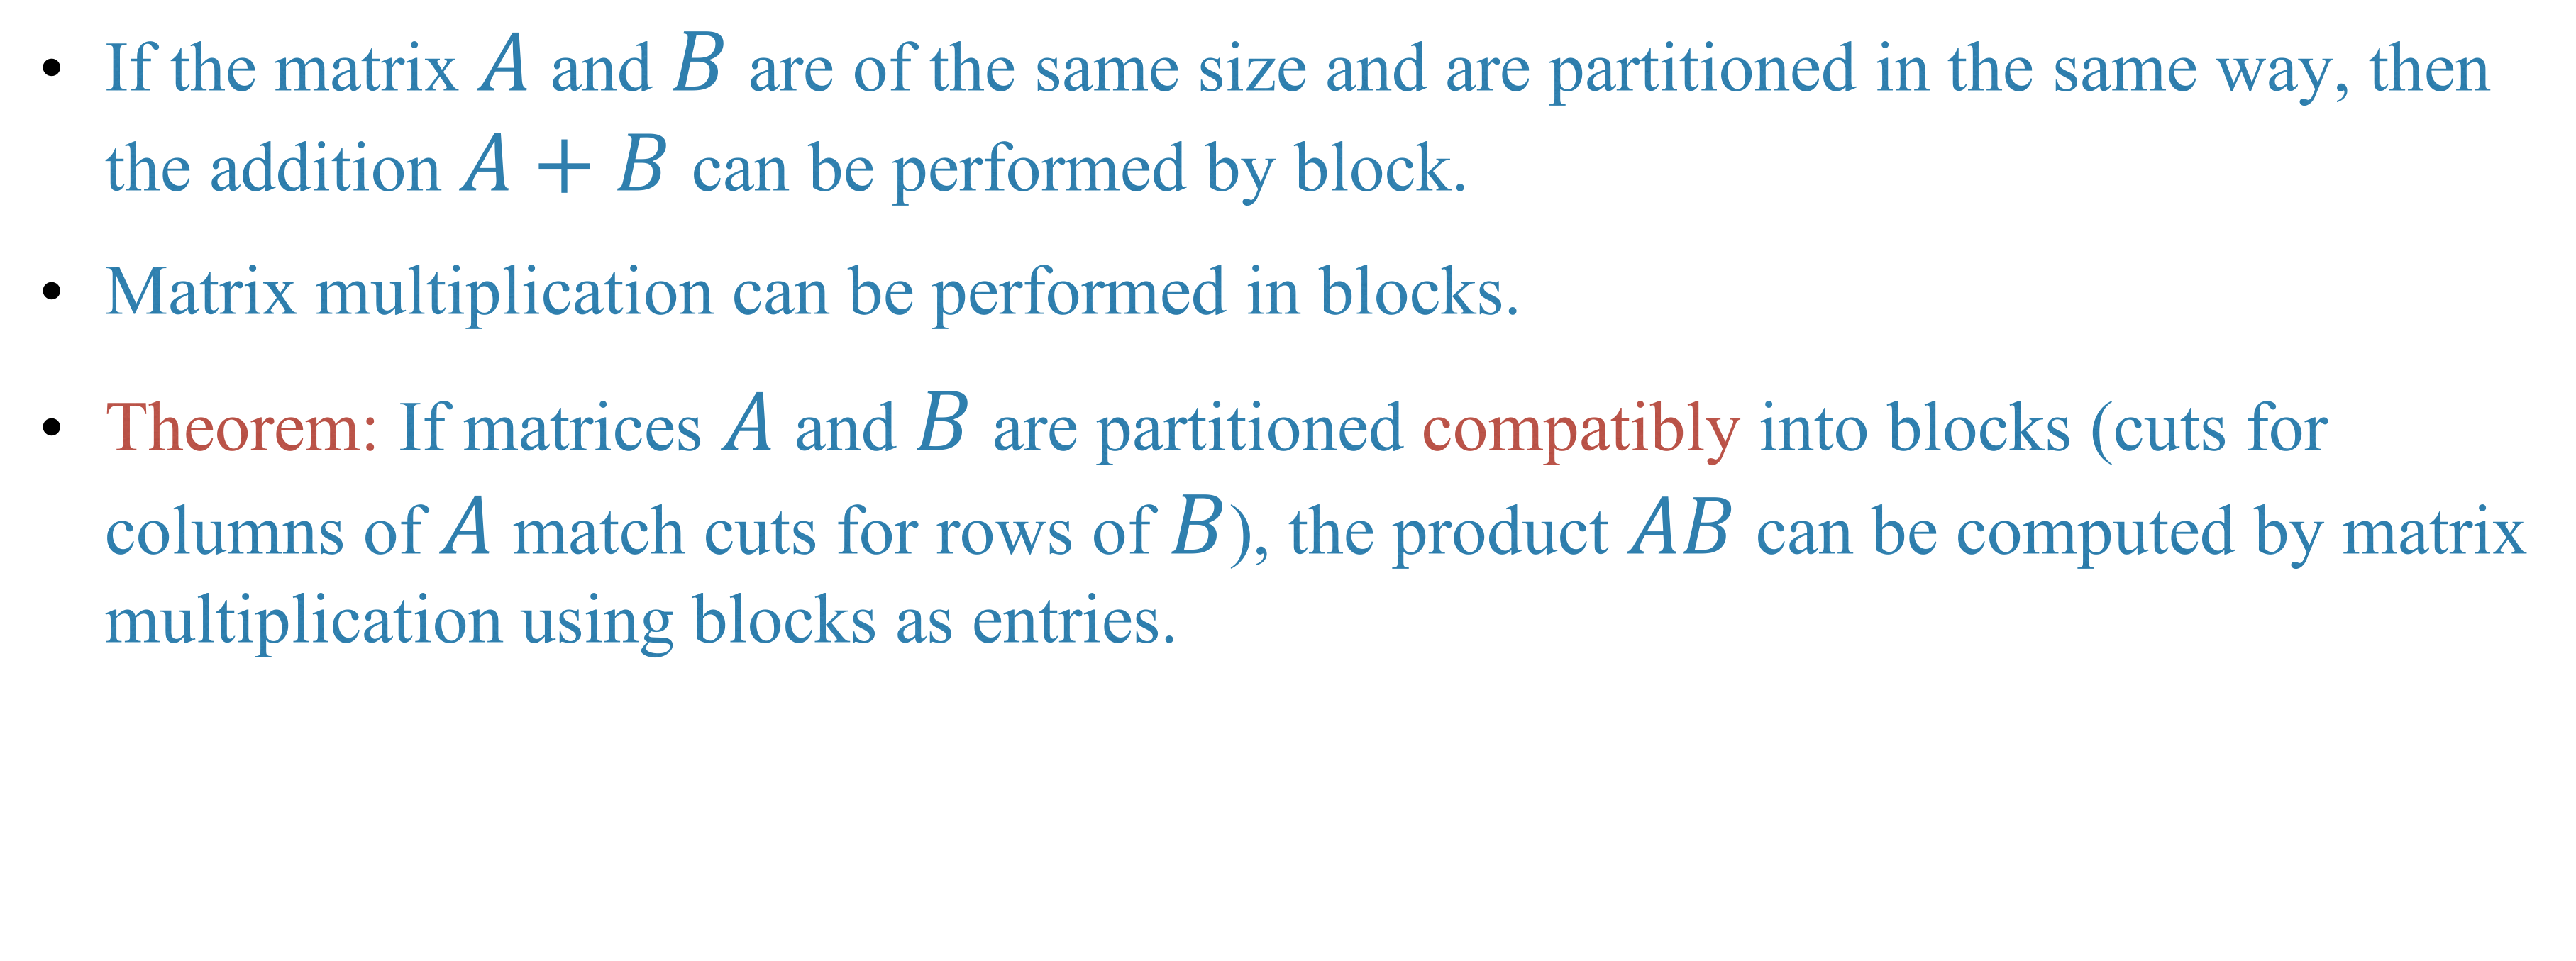 • If the matrix A and B are of the same size and are partitioned in the same way, then
the addition A + B can be performed by block.
• Matrix multiplication can be performed in blocks.
• Theorem: If matrices A and B are partitioned compatibly into blocks (cuts for
columns of A match cuts for rows of B), the product AB can be computed by matrix
multiplication using blocks as entries.